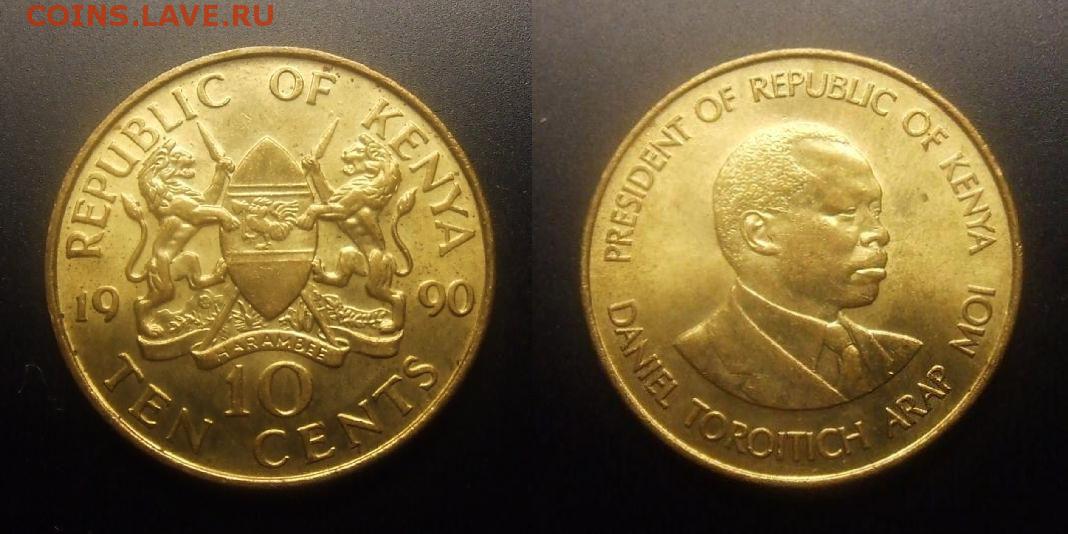 COINS.LAVE.RU
REPUBLIC OF KENYA
19 90
HARAMBEE
10
TEN CENTS
PRESIDENT OF REPUBLIC OF KENYA
DANIEL TOROITICH ARAP MOI